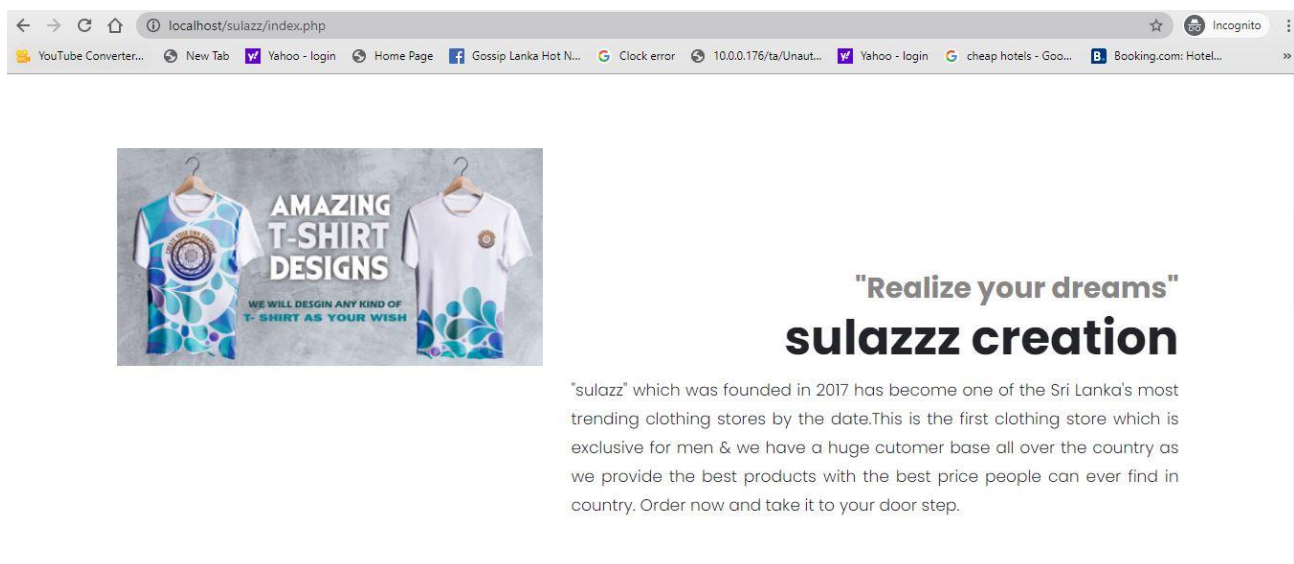 localhost/sulazz/index.php
Incognito
YouTube Converter...
New Tab
Yahoo - login
Home Page
Gossip Lanka Hot N...
Clock error
10.0.0.176/ta/Unaut...
Yahoo - login
cheap hotels - Goo...
Booking.com: Hotel...
»
AMAZING
T-SHIRT
DESIGNS
WE WILL DESGIN ANY KIND OF
T- SHIRT AS YOUR WISH
"Realize your dreams"
sulazzz creation
"sulazz" which was founded in 2017 has become one of the Sri Lanka's most
trending clothing stores by the date.This is the first clothing store which is
exclusive for men & we have a huge cutomer base all over the country as
we provide the best products with the best price people can ever find in
country. Order now and take it to your door step.